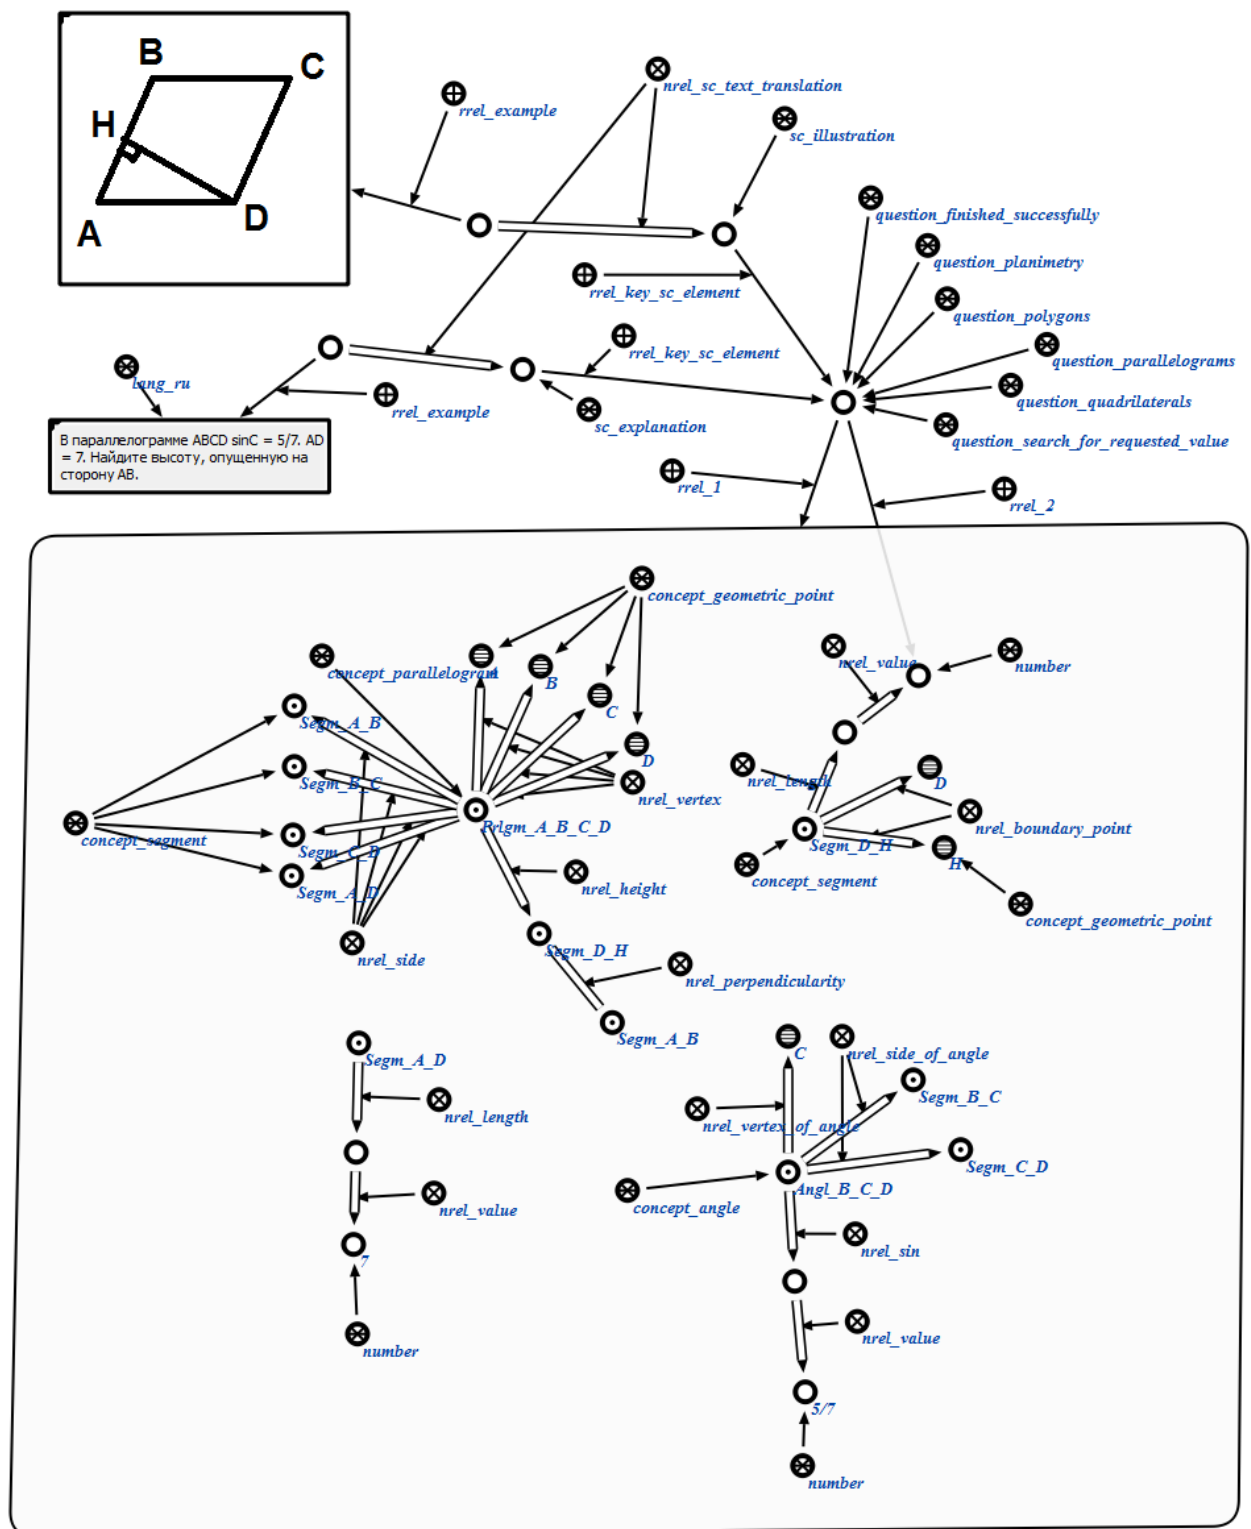 B
C
H
A
D
rrel_example
nrel_sc_text_translation
sc_illustration
question_finished_successfully
question_planimetry
rrel_key_sc_element
question_polygons
rrel_key_sc_element
question_parallelograms
lang_ru
rrel_example
sc_explanation
question_quadrilaterals
question_search_for_requested_value
В параллелограмме ABCD sinC = 5/7. AD
= 7. Найдите высоту, опущенную на
сторону AB.
rrel_1
rrel_2
concept_geometric_point
concept_parallelogram
A
B
C
D
nrel_value
number
Segm_A_B
Segm_B_C
nrel_vertex
nrel_length
D
concept_segment
Segm_C_D
Prlgm_A_B_C_D
Segm_D_H
nrel_boundary_point
Segm_A_D
nrel_height
concept_segment
H
concept_geometric_point
nrel_side
Segm_D_H
nrel_perpendicularity
Segm_A_B
Segm_A_D
nrel_length
C
nrel_side_of_angle
Segm_B_C
nrel_vertex_of_angle
Segm_C_D
nrel_value
concept_angle
Angl_B_C_D
7
nrel_sin
number
nrel_value
5/7
number